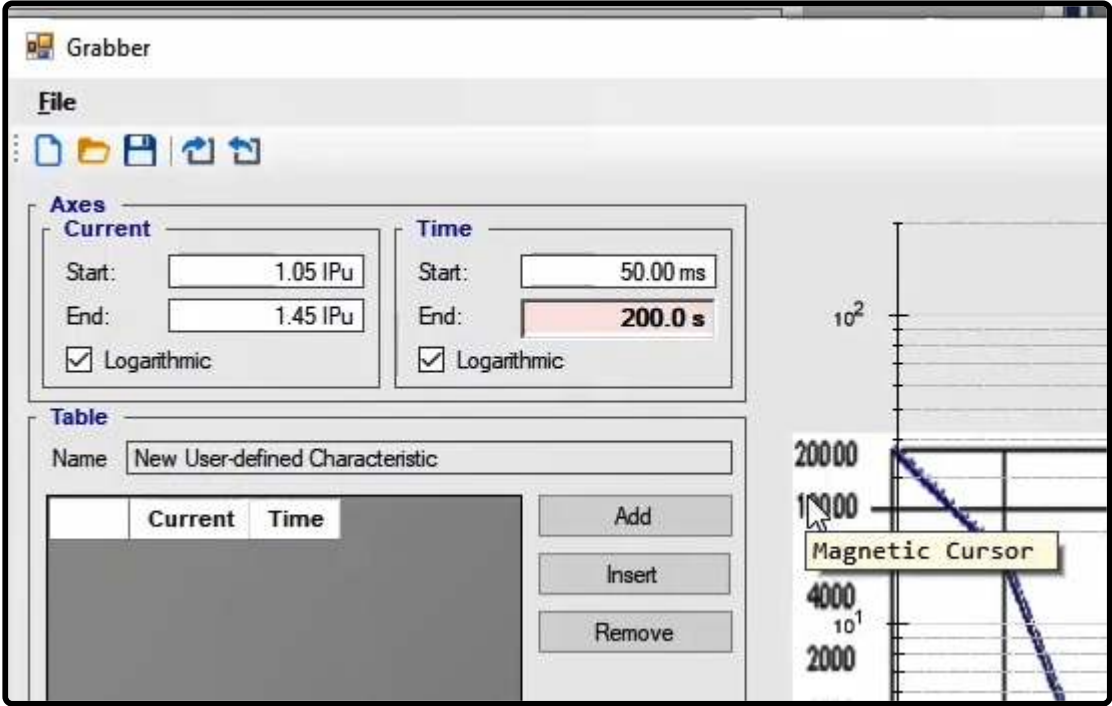 Grabber
File
Axes
Current
Start: 1.05 IPu
End: 1.45 IPu
Logarithmic
Time
Start: 50.00 ms
End: 200.0 s
Logarithmic
Table
Name New User-defined Characteristic
Current Time
Add
Insert
Remove
10²
20000
Magnetic Cursor
4000
10¹
2000